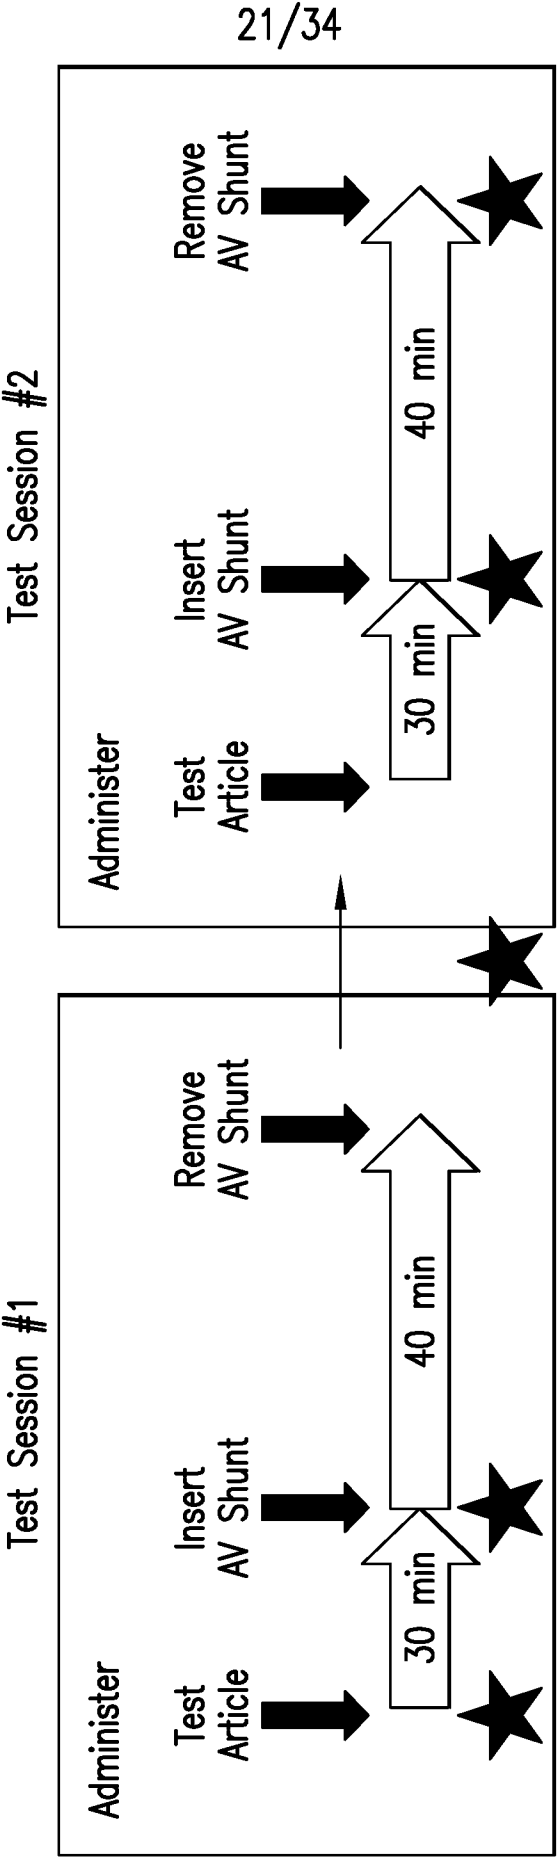 21/34
Test Session #1
Administer
Test
Article
Insert
AV Shunt
Remove
AV Shunt
30 min
40 min
Test Session #2
Administer
Test
Article
Insert
AV Shunt
Remove
AV Shunt
30 min
40 min